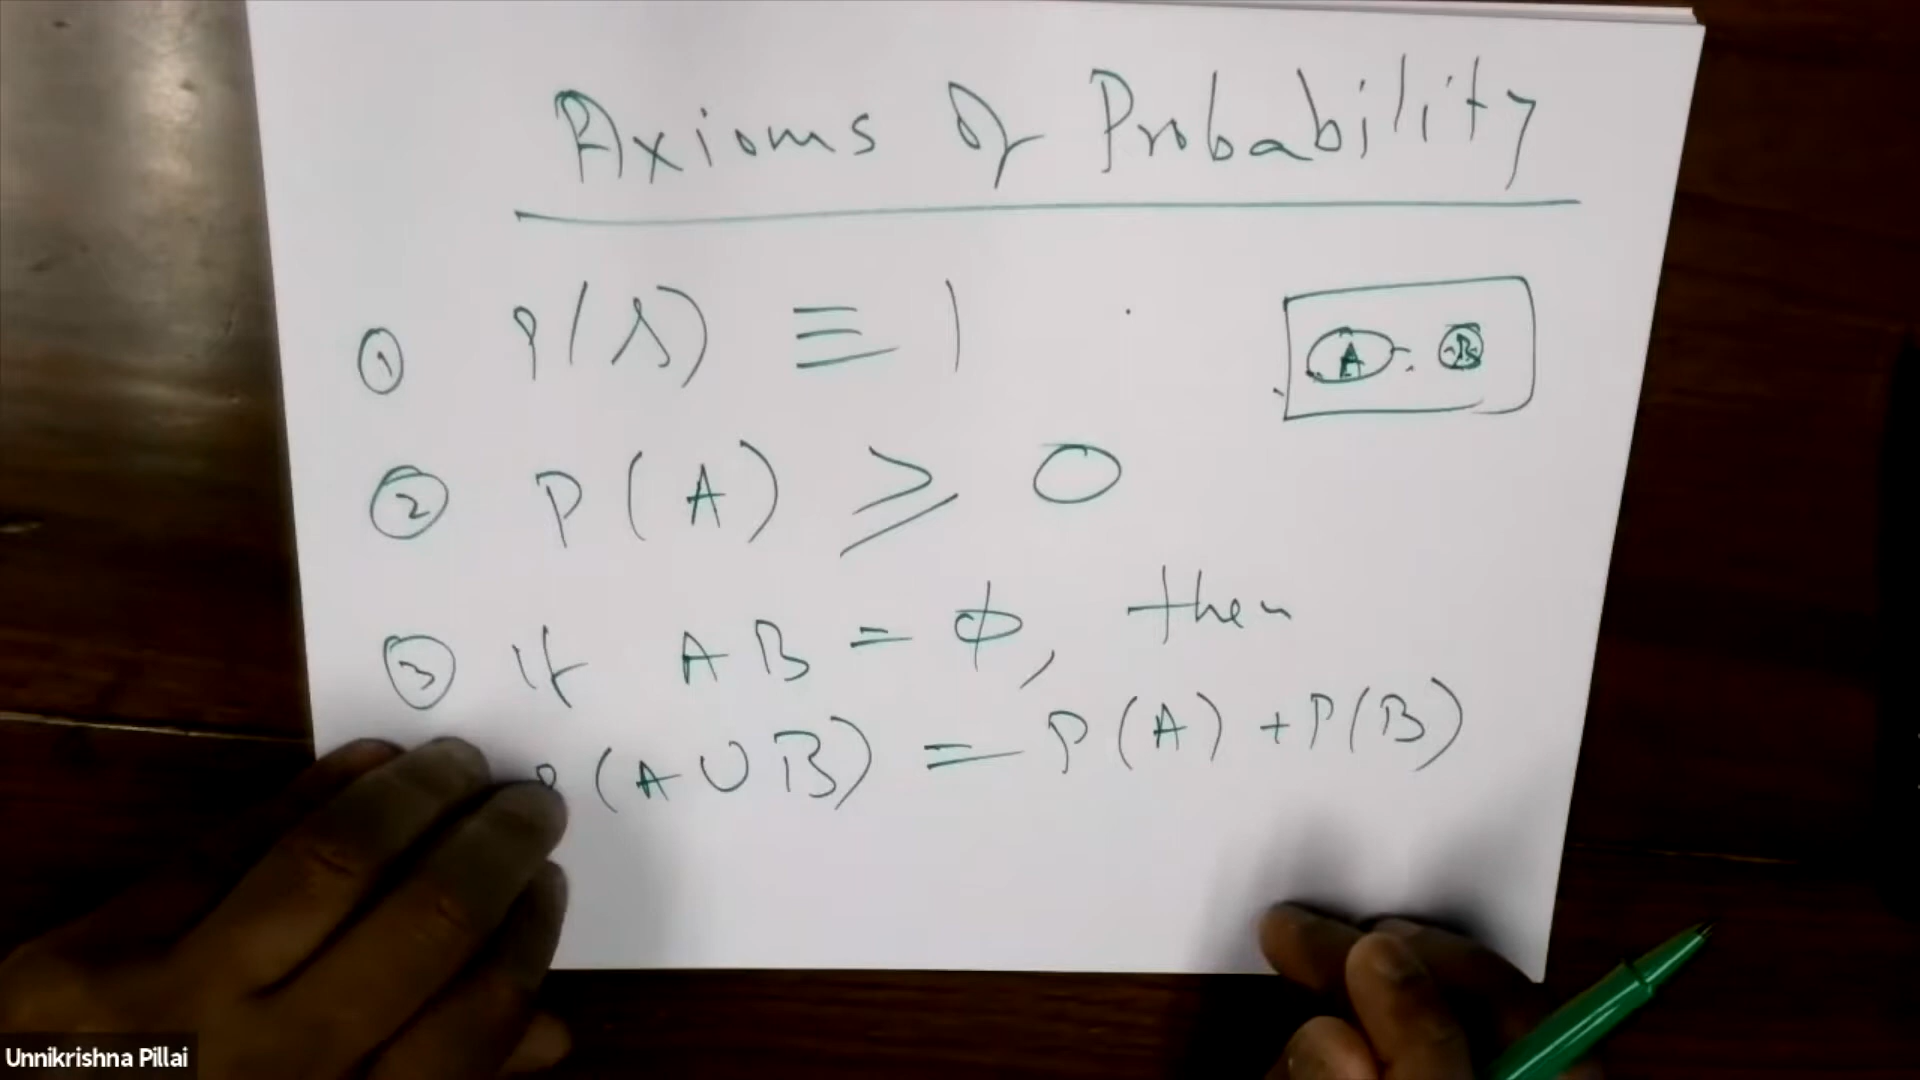 Axioms of Probability
① P(S) ≡ 1
A B
② P(A) ≥ 0
③ If AB = φ, then
P(A∪B) = P(A) + P(B)
Unnikrishna Pillai